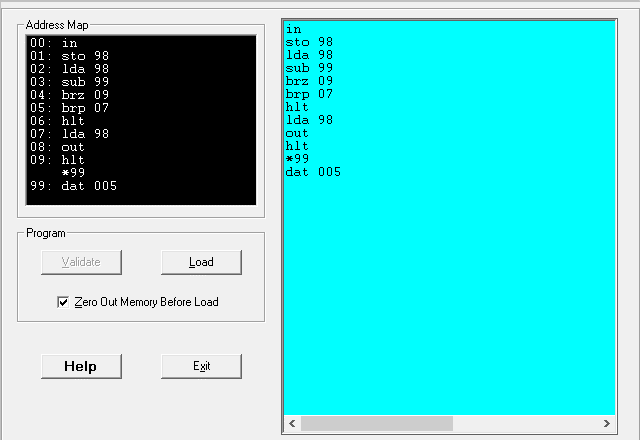 Address Map
00: in
01: sto 98
02: lda 98
03: sub 99
04: brz 09
05: brp 07
06: hlt
07: lda 98
08: out
09: hlt
*99
99: dat 005
Program
Validate
Load
Zero Out Memory Before Load
Help
Exit
in
sto 98
lda 98
sub 99
brz 09
brp 07
hlt
lda 98
out
hlt
*99
dat 005